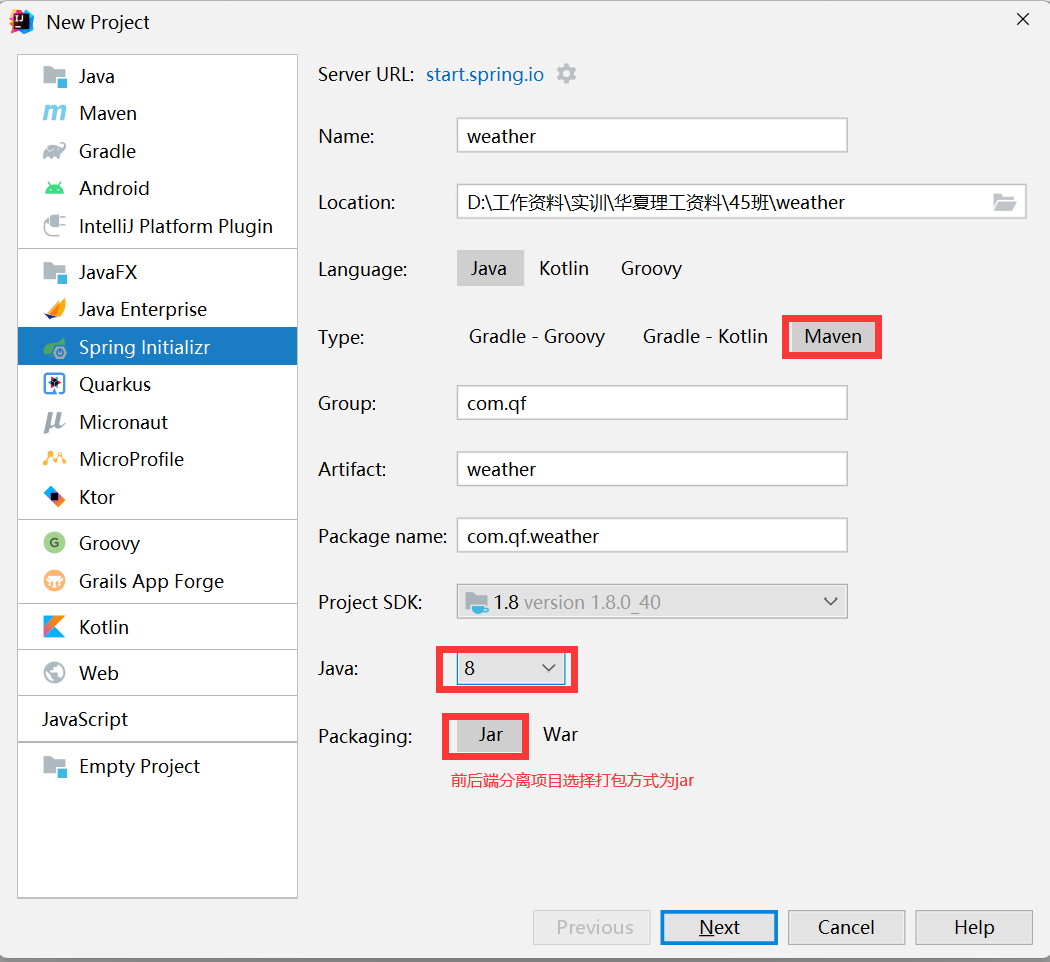 New Project
Java
Maven
Gradle
Android
IntelliJ Platform Plugin
JavaFX
Java Enterprise
Spring Initializr
Quarkus
Micronaut
MicroProfile
Ktor
Groovy
Grails App Forge
Kotlin
Web
JavaScript
Empty Project
Server URL: start.spring.io
Name: weather
Location: D:\工作资料\实训\华夏理工资料\45班\weather
Language: Java Kotlin Groovy
Type: Gradle - Groovy Gradle - Kotlin Maven
Group: com.qf
Artifact: weather
Package name: com.qf.weather
Project SDK: 1.8 version 1.8.0_40
Java: 8
Packaging: Jar War
前后端分离项目选择打包方式为jar
Previous Next Cancel Help